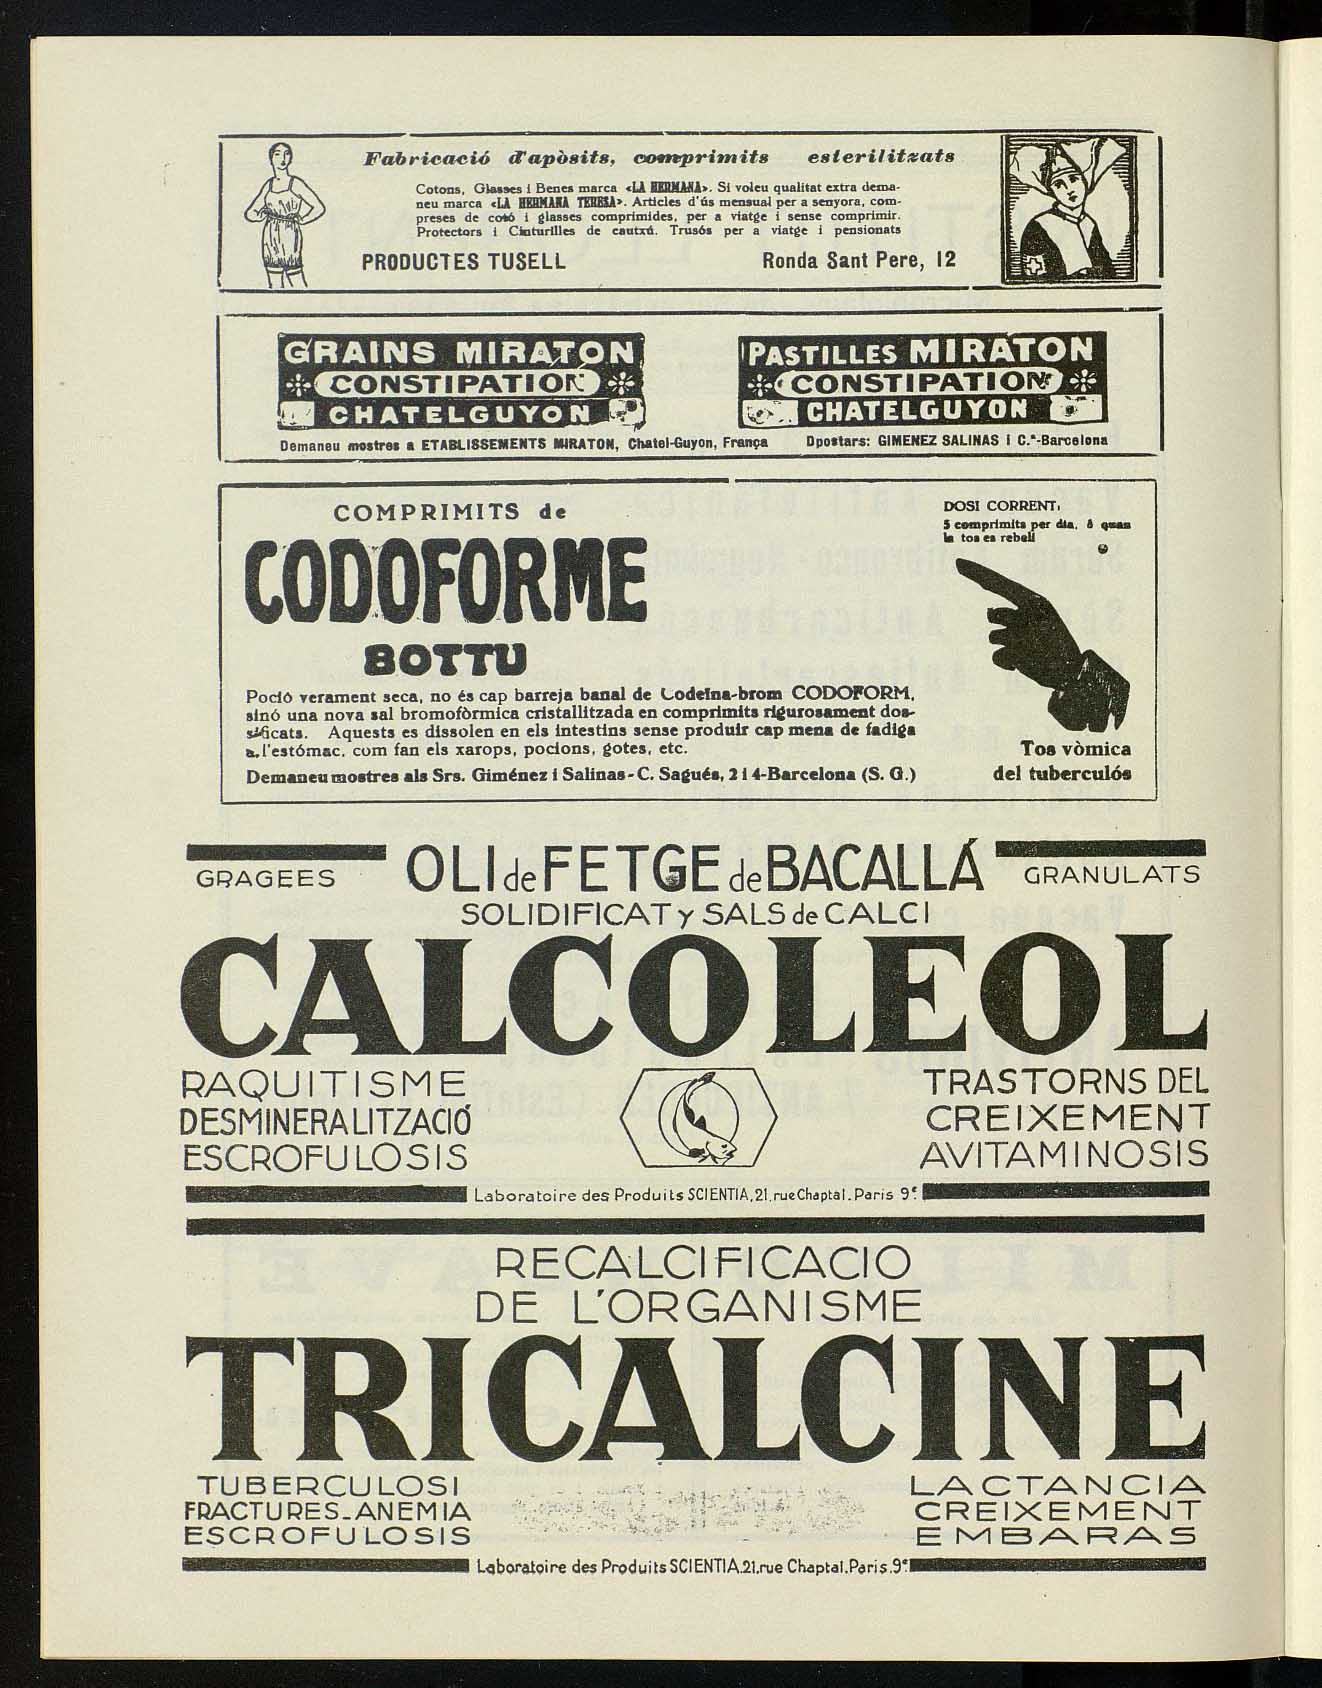 Fabricació d'apòsits, comprimits esterilitzats
Cotons, Glasses i Benes marca «LA HERMANA». Si voleu qualitat extra dema-
neu marca «LA HERMANA TERESA». Articles d'ús mensual per a senyora, com-
preses de cotó i glasses comprimides, per a viatge i sense comprimir.
Protectors i Cinturilles de cautxú. Trusós per a viatge i pensionats
PRODUCTES TUSELL Ronda Sant Pere, 12
GRAINS MIRATON
CONSTIPATION
CHATELGUYON
PASTILLES MIRATON
CONSTIPATION
CHATELGUYON
Demaneu mostres a ETABLISSEMENTS MIRATON, Chatel-Guyon, França Dpostars: GIMENEZ SALINAS i C.ª-Barcelona
COMPRIMITS de
CODOFORME
BOTTU
DOSI CORRENT,
5 comprimits per dia, 6 quan
la tos es rebell
Poció verament seca, no és cap barreja banal de Codeïna-brom CODOFORM,
sinó una nova sal bromofòrmica cristallitzada en comprimits rigurosament dos-
sificats. Aquests es dissolen en els intestins sense produir cap mena de fadiga
a l'estómac, com fan els xarops, pocions, gotes, etc.
Demaneu mostres als Srs. Giménez i Salinas-C. Sagués, 2 i 4-Barcelona (S. G.)
Tos vòmica
del tuberculós
GRAGEES
OLI de FETGE de BACALLÁ
GRANULATS
SOLIDIFICAT y SALS de CALCI
CALCOLEOL
RAQUITISME
DESMINERALITZACIÓ
ESCROFULOSIS
TRASTORNS DEL
CREIXEMENT
AVITAMINOSIS
Laboratoire des Produits SCIENTIA, 21, rue Chaptal. Paris 9e.
RECALCIFICACIO
DE L'ORGANISME
TRICALCINE
TUBERCULOSI
FRACTURES-ANEMIA
ESCROFULOSIS
LACTANCIA
CREIXEMENT
EMBARAS
Laboratoire des Produits SCIENTIA.21.rue Chaptal.Paris.9e.